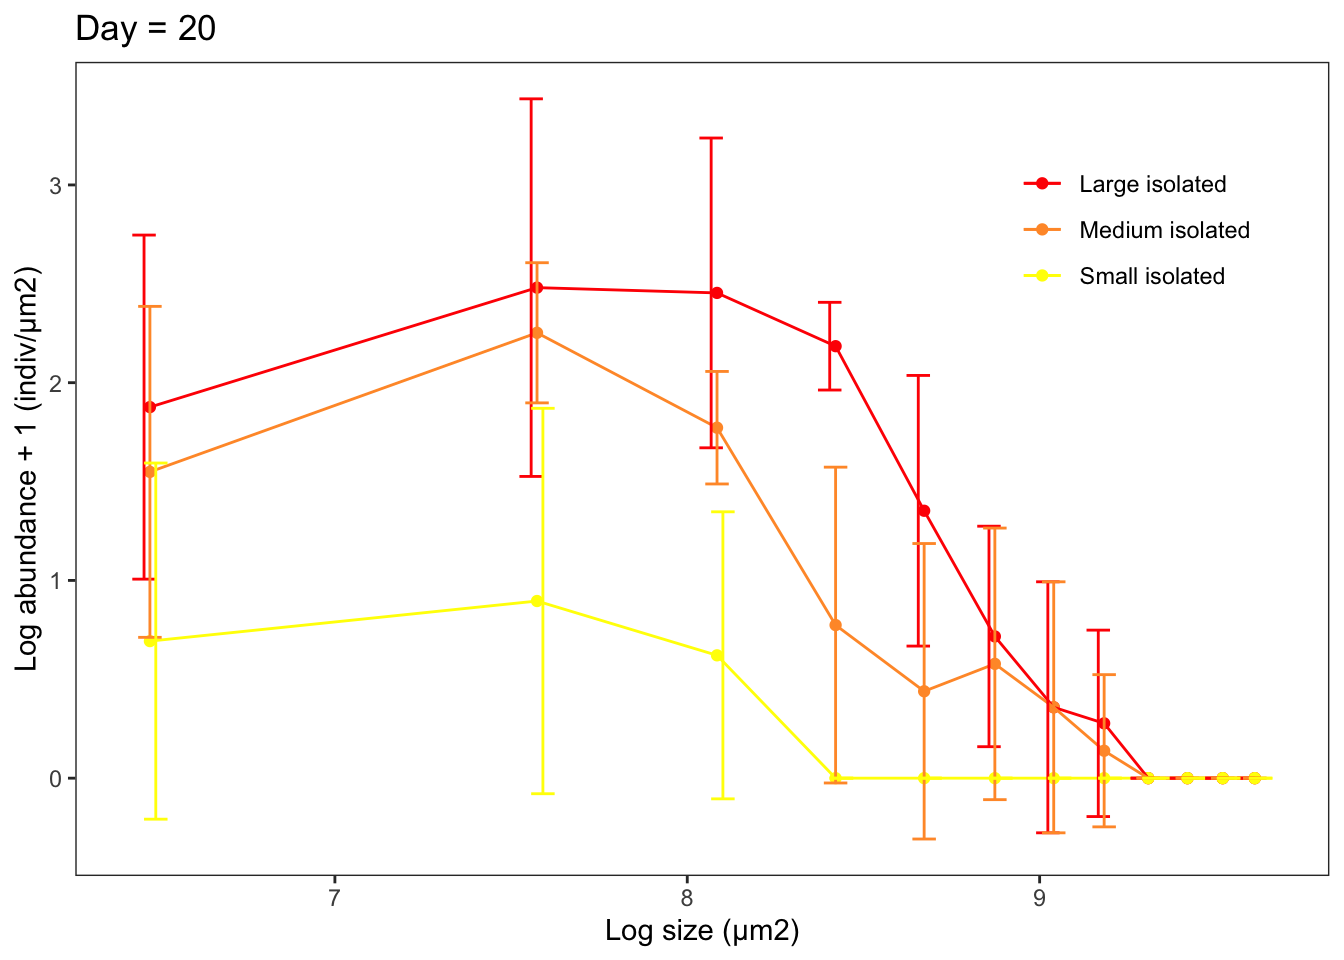 Day = 20
Log abundance + 1 (indiv/µm2)
3
2
1
0
Large isolated
Medium isolated
Small isolated
7 8 9
Log size (µm2)